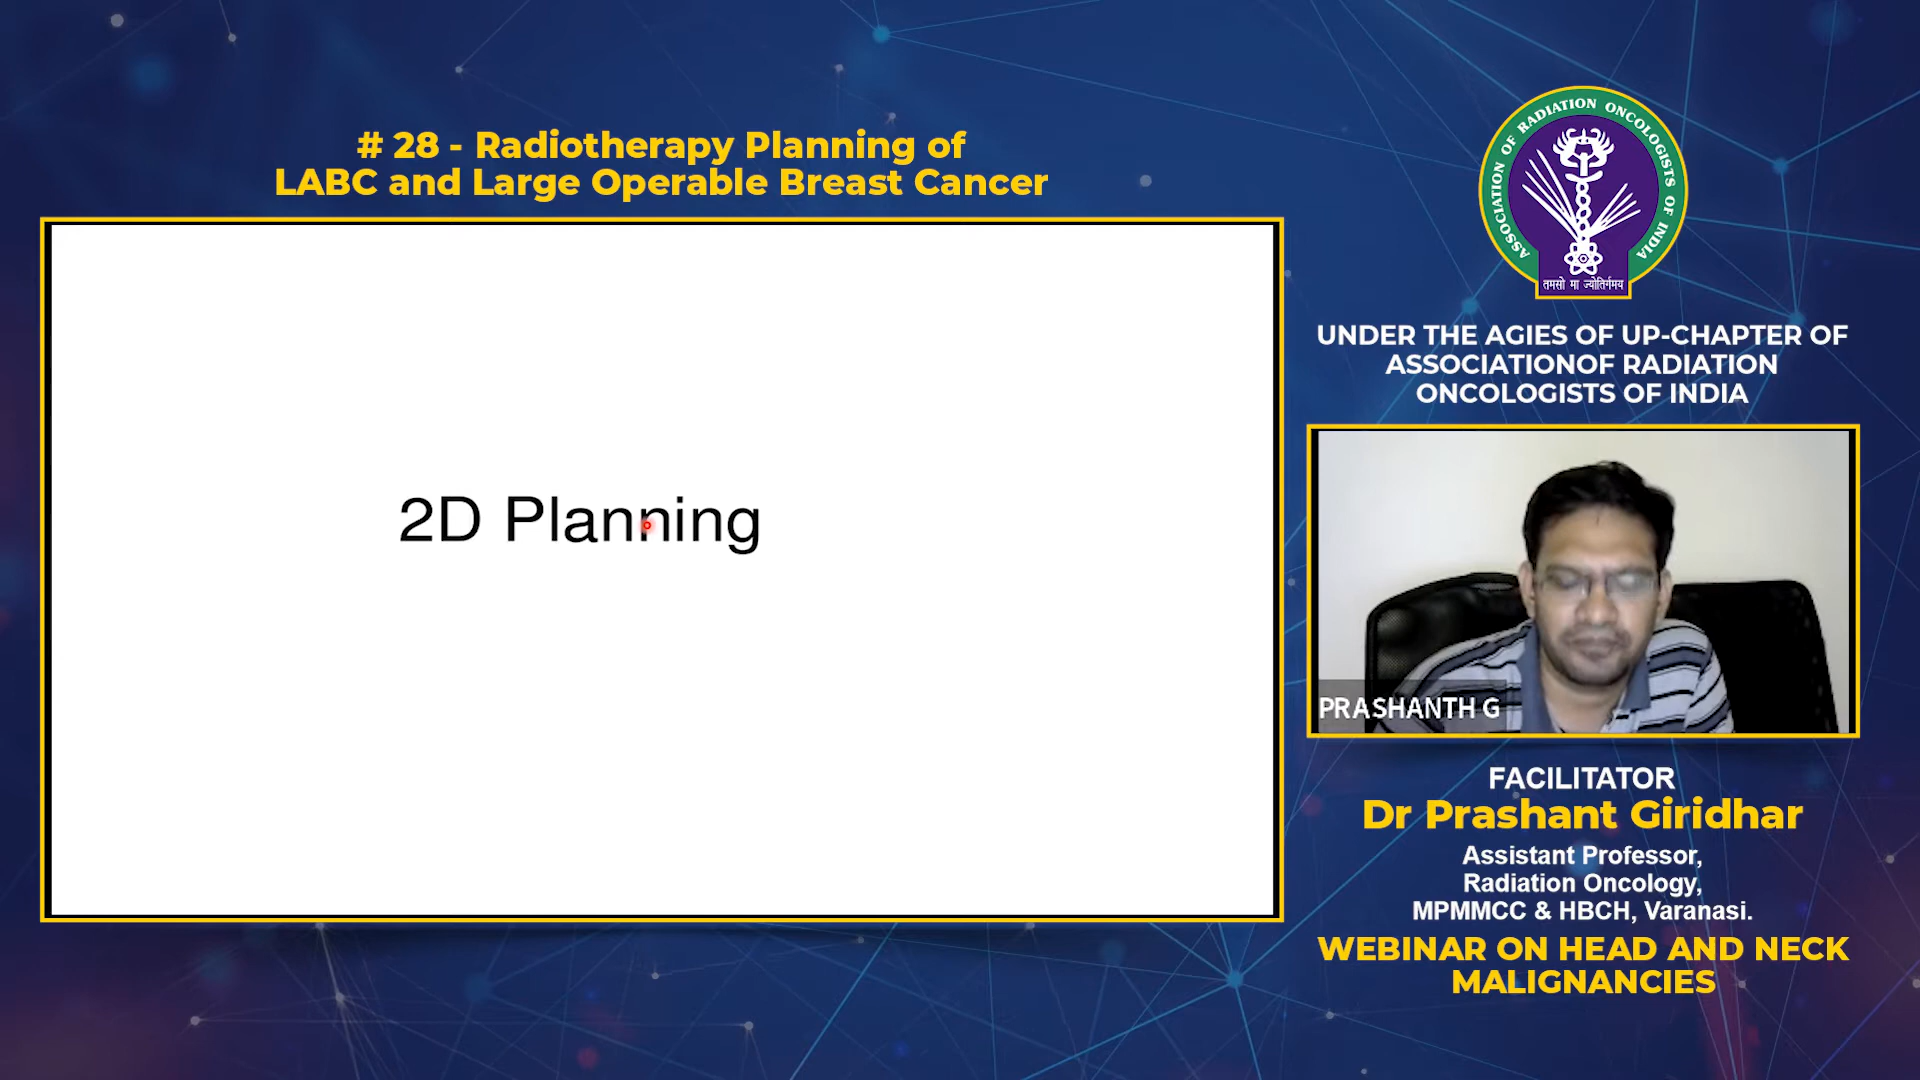 # 28 - Radiotherapy Planning of
LABC and Large Operable Breast Cancer
2D Planning
ASSOCIATION OF RADIATION ONCOLOGISTS OF INDIA
तमसो मा ज्योतिर्गमय
UNDER THE AGIES OF UP-CHAPTER OF
ASSOCIATIONOF RADIATION
ONCOLOGISTS OF INDIA
PRASHANTH G
FACILITATOR
Dr Prashant Giridhar
Assistant Professor,
Radiation Oncology,
MPMMCC & HBCH, Varanasi.
WEBINAR ON HEAD AND NECK
MALIGNANCIES